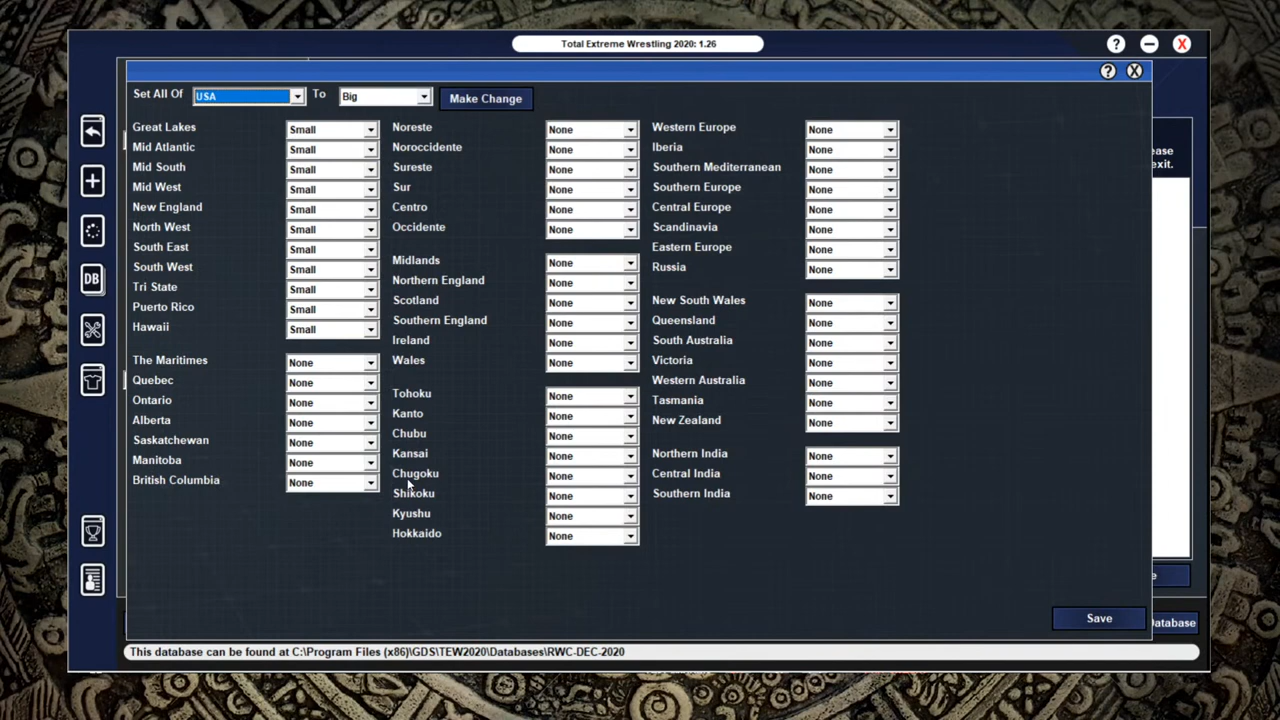 Total Extreme Wrestling 2020: 1.26
?
X
?
X
Set All Of USA To Big Make Change
Great Lakes Small
Mid Atlantic Small
Mid South Small
Mid West Small
New England Small
North West Small
South East Small
South West Small
Tri State Small
Puerto Rico Small
Hawaii Small
The Maritimes None
Quebec None
Ontario None
Alberta None
Saskatchewan None
Manitoba None
British Columbia None
Noreste None
Noroccidente None
Sureste None
Sur None
Centro None
Occidente None
Midlands None
Northern England None
Scotland None
Southern England None
Ireland None
Wales None
Tohoku None
Kanto None
Chubu None
Kansai None
Chugoku None
Shikoku None
Kyushu None
Hokkaido None
Western Europe None
Iberia None
Southern Mediterranean None
Southern Europe None
Central Europe None
Scandinavia None
Eastern Europe None
Russia None
New South Wales None
Queensland None
South Australia None
Victoria None
Western Australia None
Tasmania None
New Zealand None
Northern India None
Central India None
Southern India None
ease
exit.
DB
e
Save
Database
This database can be found at C:\Program Files (x86)\GDS\TEW2020\Databases\RWC-DEC-2020